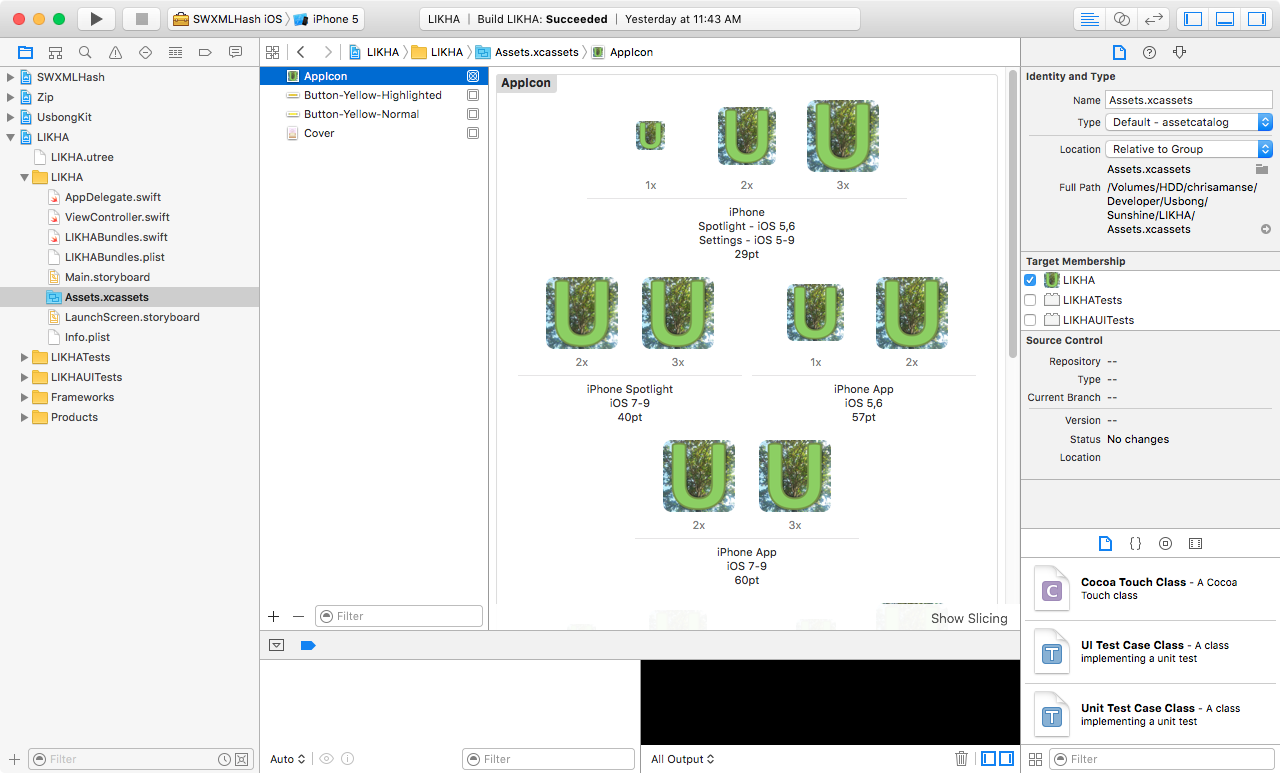 SWXMLHash iOS
iPhone 5
LIKHA
Build LIKHA: Succeeded
Yesterday at 11:43 AM
LIKHA
LIKHA
Assets.xcassets
AppIcon
SWXMLHash
Zip
UsbongKit
LIKHA
LIKHA.utree
LIKHA
AppDelegate.swift
ViewController.swift
LIKHABundles.swift
LIKHABundles.plist
Main.storyboard
Assets.xcassets
LaunchScreen.storyboard
Info.plist
LIKHATests
LIKHAUITests
Frameworks
Products
Filter
AppIcon
Button-Yellow-Highlighted
Button-Yellow-Normal
Cover
Filter
AppIcon
U U U
1x 2x 3x
iPhone
Spotlight - iOS 5,6
Settings - iOS 5-9
29pt
U U
2x 3x
iPhone Spotlight
iOS 7-9
40pt
U U
1x 2x
iPhone App
iOS 5,6
57pt
U U
2x 3x
iPhone App
iOS 7-9
60pt
Show Slicing
Auto
Filter
All Output
Identity and Type
Name Assets.xcassets
Type Default - assetcatalog
Location Relative to Group
Assets.xcassets
Full Path /Volumes/HDD/chrisamanse/
Developer/Usbong/
Sunshine/LIKHA/
Assets.xcassets
Target Membership
LIKHA
LIKHATests
LIKHAUITests
Source Control
Repository --
Type --
Current Branch --
Version --
Status No changes
Location
{}
C
Cocoa Touch Class - A Cocoa
Touch class
T
UI Test Case Class - A class
implementing a unit test
T
Unit Test Case Class - A class
implementing a unit test
Filter